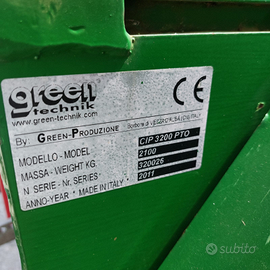 green
technik
www.green-technik.com
CE
By: GREEN-PRODUZIONE
MODELLO - MODEL CIP 3200 PTO
MASSA - WEIGHT KG. 2100
N SERIE - Nr. SERIES 320026
ANNO-YEAR * MADE IN ITALY 2011
subito